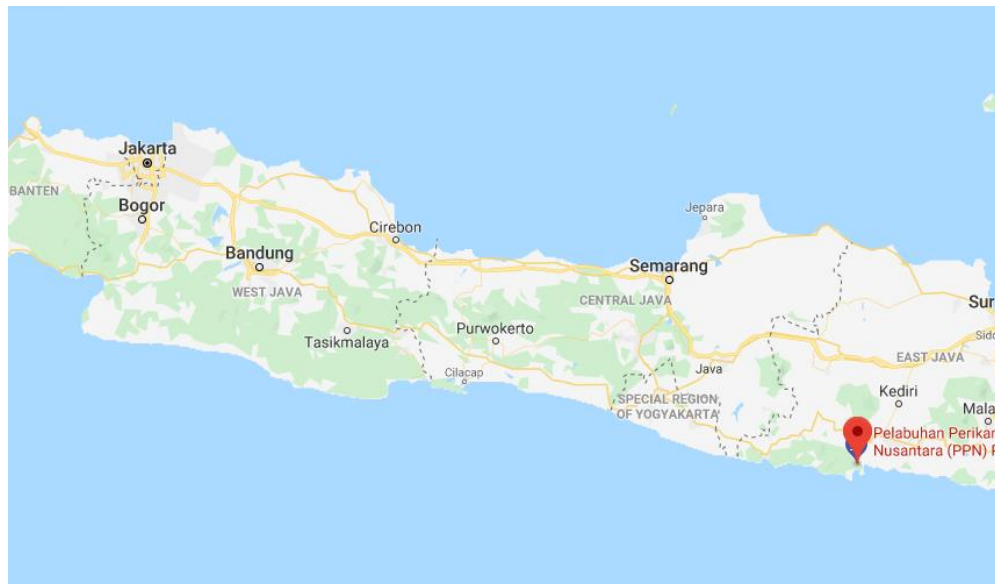 Jakarta
BANTEN
Bogor
Cirebon
Jepara
Bandung
WEST JAVA
Semarang
CENTRAL JAVA
Sur
Sido
Tasikmalaya
Purwokerto
Cilacap
Java
EAST JAVA
SPECIAL REGION
OF YOGYAKARTA
Kediri
Mala
Pelabuhan Perikan
Nusantara (PPN) P